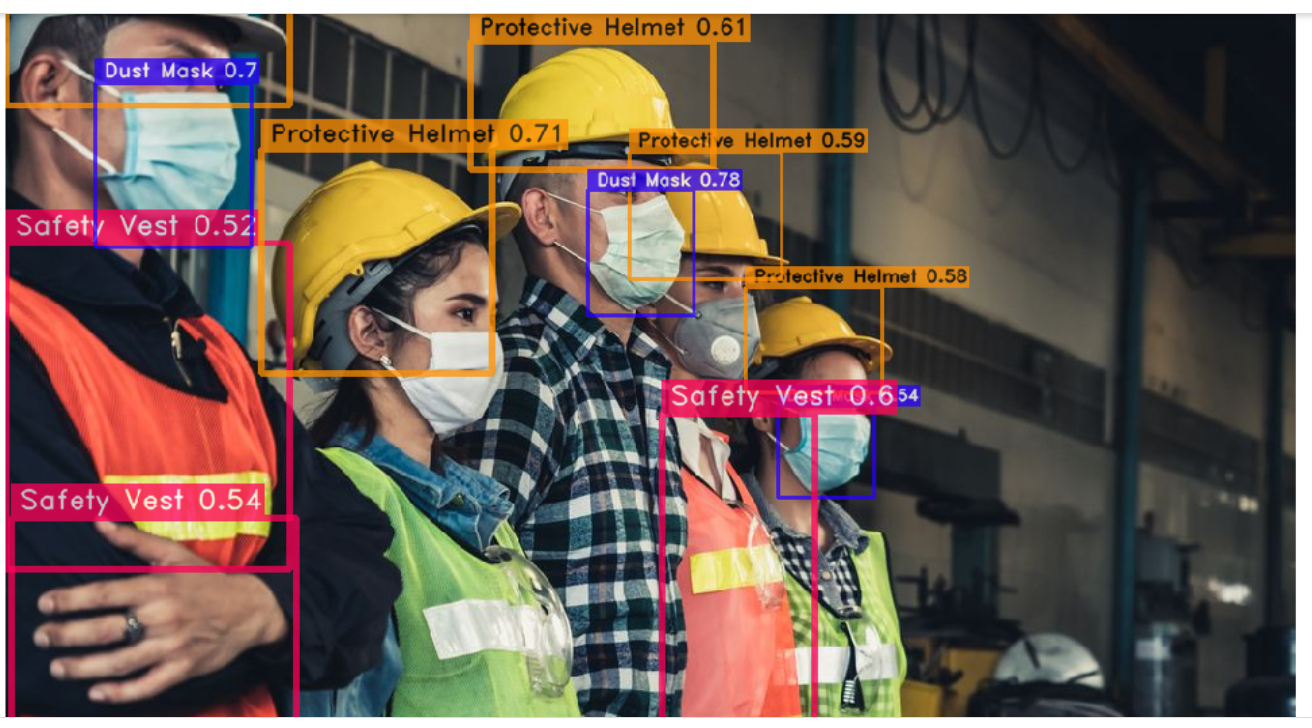 Protective Helmet 0.61
Dust Mask 0.7
Protective Helmet 0.71
Protective Helmet 0.59
Dust Mask 0.78
Safety Vest 0.52
Protective Helmet 0.58
Safety Vest 0.6
54
Safety Vest 0.54